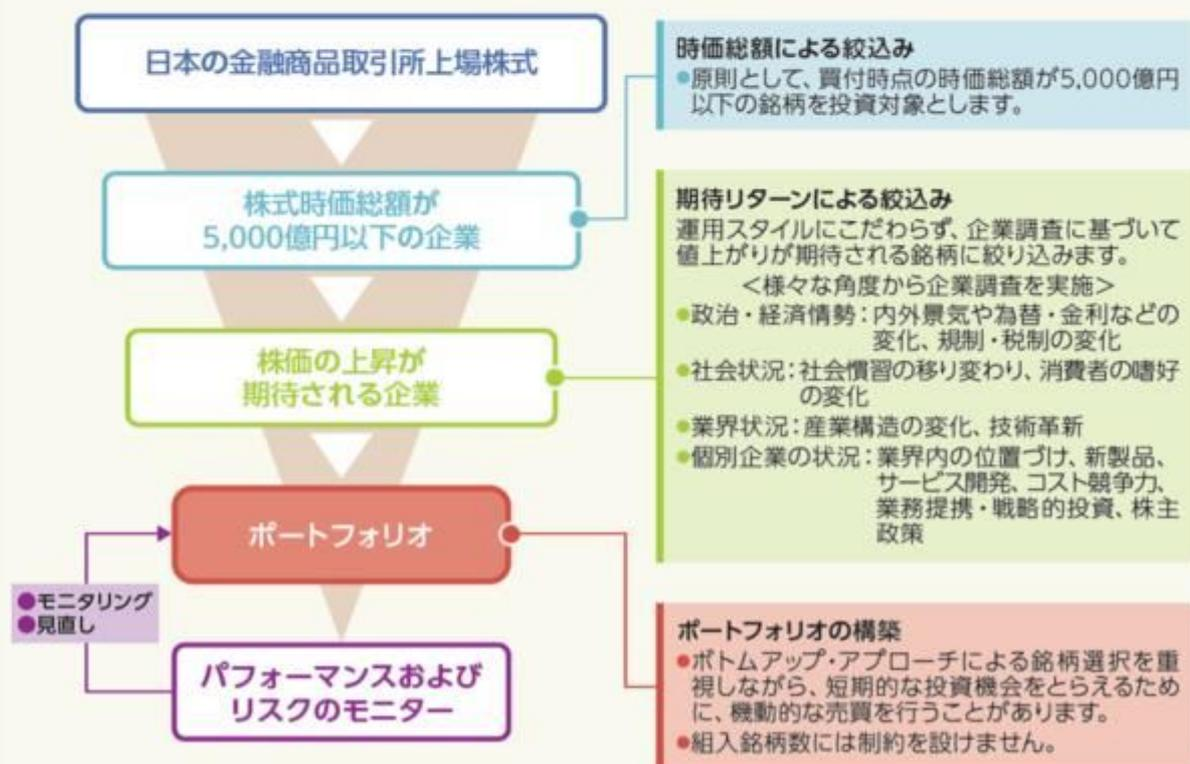 日本の金融商品取引所上場株式
時価総額による絞込み
●原則として、買付時点の時価総額が5,000億円
以下の銘柄を投資対象とします。
株式時価総額が
5,000億円以下の企業
期待リターンによる絞込み
運用スタイルにこだわらず、企業調査に基づいて
値上がりが期待される銘柄に絞り込みます。
＜様々な角度から企業調査を実施＞
●政治・経済情勢：内外景気や為替・金利などの
変化、規制・税制の変化
●社会状況：社会慣習の移り変わり、消費者の嗜好
の変化
●業界状況：産業構造の変化、技術革新
●個別企業の状況：業界内の位置づけ、新製品、
サービス開発、コスト競争力、
業務提携・戦略的投資、株主
政策
株価の上昇が
期待される企業
ポートフォリオ
●モニタリング
●見直し
パフォーマンスおよび
リスクのモニター
ポートフォリオの構築
●ボトムアップ・アプローチによる銘柄選択を重
視しながら、短期的な投資機会をとらえるため
に、機動的な売買を行うことがあります。
●組入銘柄数には制約を設けません。